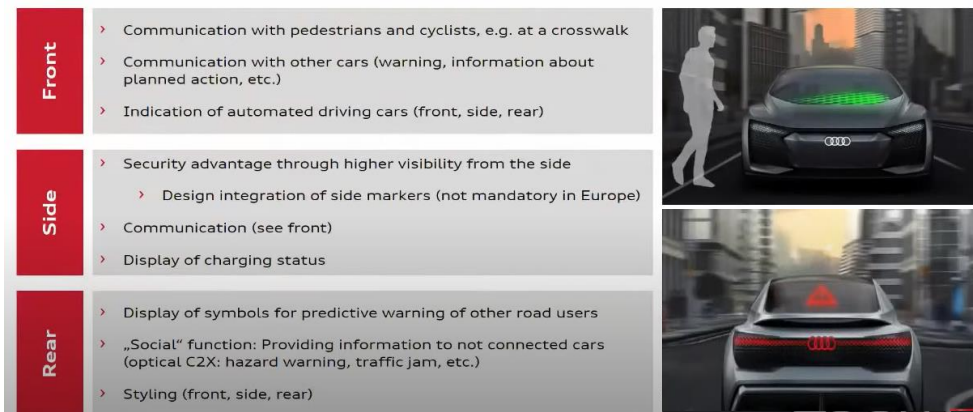 Front
› Communication with pedestrians and cyclists, e.g. at a crosswalk
› Communication with other cars (warning, information about
planned action, etc.)
› Indication of automated driving cars (front, side, rear)
Side
› Security advantage through higher visibility from the side
› Design integration of side markers (not mandatory in Europe)
› Communication (see front)
› Display of charging status
Rear
› Display of symbols for predictive warning of other road users
› „Social“ function: Providing information to not connected cars
(optical C2X: hazard warning, traffic jam, etc.)
› Styling (front, side, rear)